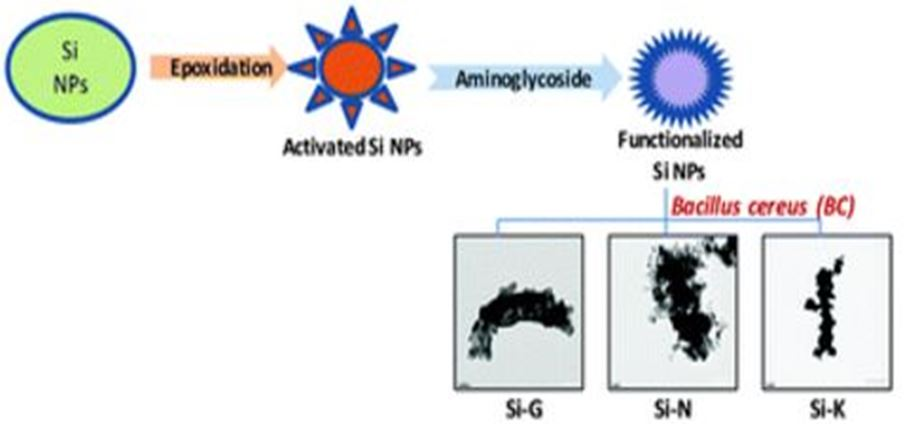 Si
NPs
Epoxidation
Activated Si NPs
Aminoglycoside
Functionalized
Si NPs
Bacillus cereus (BC)
Si-G
Si-N
Si-K